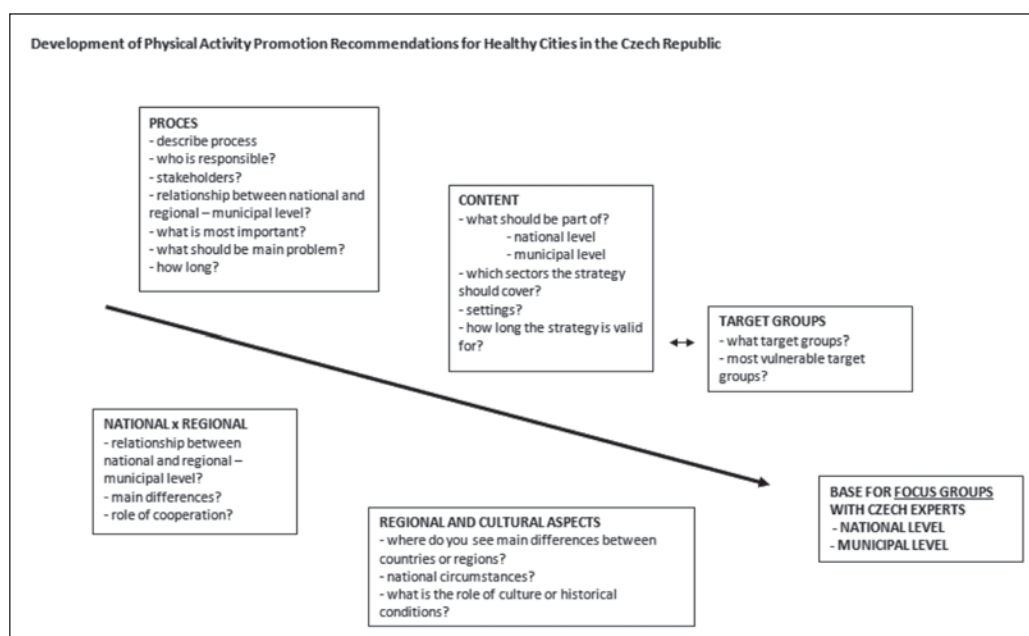 Development of Physical Activity Promotion Recommendations for Healthy Cities in the Czech Republic
PROCES
- describe process
- who is responsible?
- stakeholders?
- relationship between national and
regional – municipal level?
- what is most important?
- what should be main problem?
- how long?
CONTENT
- what should be part of?
- national level
- municipal level
- which sectors the strategy
should cover?
- settings?
- how long the strategy is valid
for?
TARGET GROUPS
- what target groups?
- most vulnerable target
groups?
NATIONAL x REGIONAL
- relationship between
national and regional –
municipal level?
- main differences?
- role of cooperation?
REGIONAL AND CULTURAL ASPECTS
- where do you see main differences between
countries or regions?
- national circumstances?
- what is the role of culture or historical
conditions?
BASE FOR FOCUS GROUPS
WITH CZECH EXPERTS
- NATIONAL LEVEL
- MUNICIPAL LEVEL